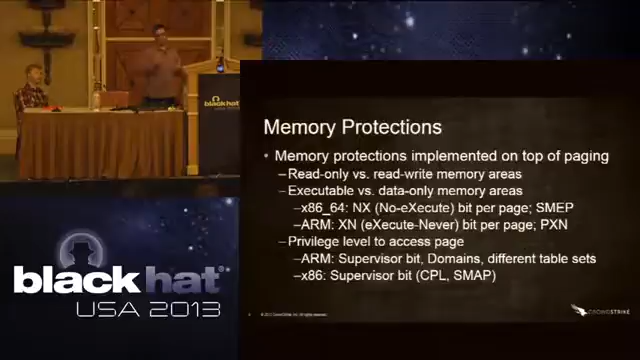 blackhat
Memory Protections
• Memory protections implemented on top of paging
–Read-only vs. read-write memory areas
–Executable vs. data-only memory areas
–x86_64: NX (No-eXecute) bit per page; SMEP
–ARM: XN (eXecute-Never) bit per page; PXN
–Privilege level to access page
–ARM: Supervisor bit, Domains, different table sets
–x86: Supervisor bit (CPL, SMAP)
black hat
USA 2013
CROWDSTRIKE